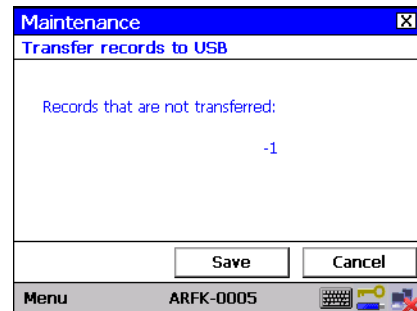 Maintenance
Transfer records to USB
Records that are not transferred:
-1
Save Cancel
Menu ARFK-0005